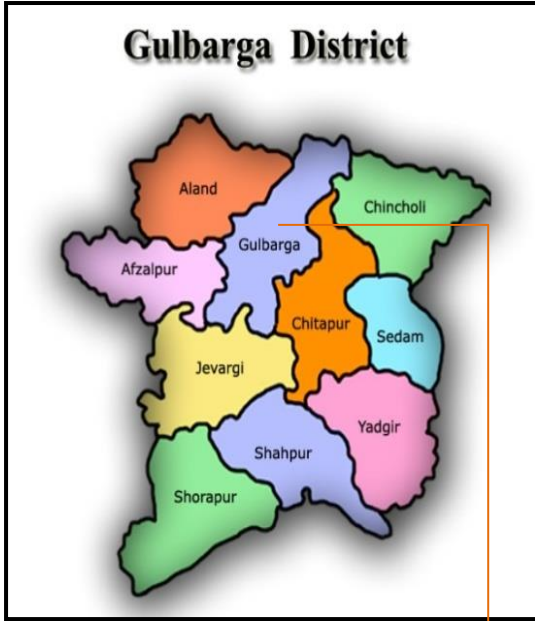 Gulbarga District
Aland
Chincholi
Gulbarga
Afzalpur
Chitapur
Sedam
Jevargi
Yadgir
Shahpur
Shorapur